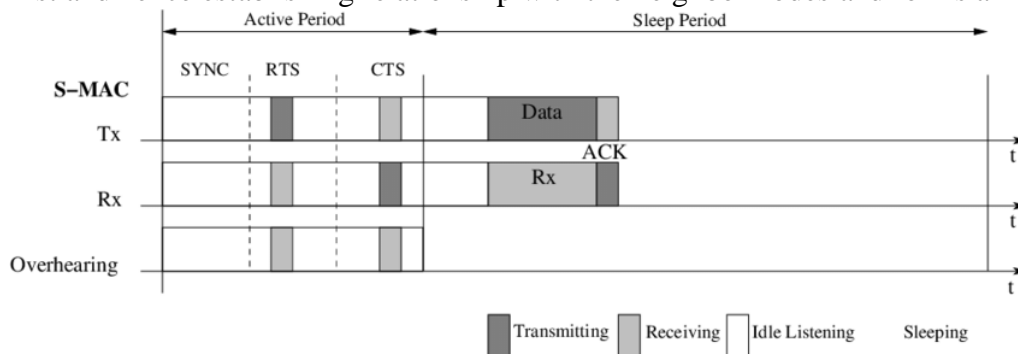 Active Period Sleep Period
SYNC RTS CTS
S-MAC
Tx Data
t
ACK
Rx Rx
t
Overhearing
t
Transmitting Receiving Idle Listening Sleeping